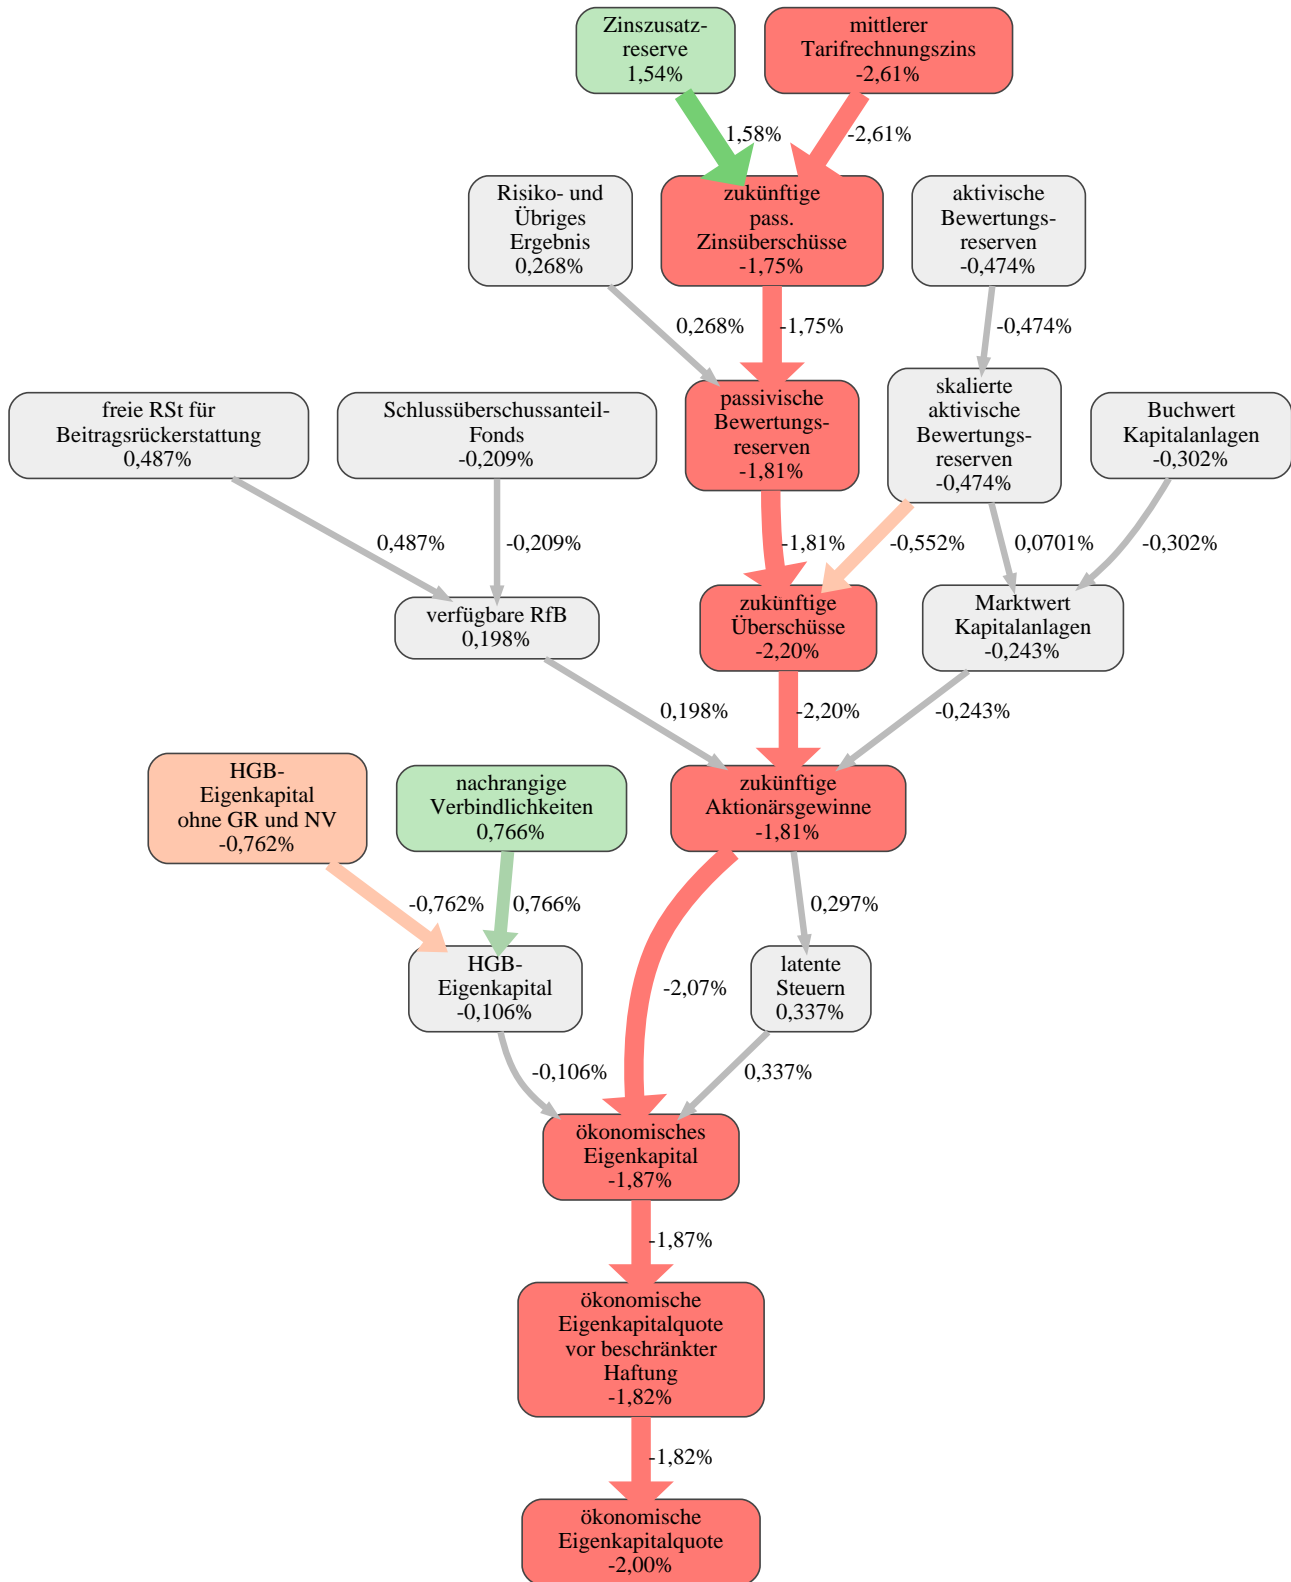 Zinszusatz-
reserve
1,54%
mittlerer
Tarifrechnungszins
-2,61%
1,58%
-2,61%
Risiko- und
Übriges
Ergebnis
0,268%
zukünftige
pass.
Zinsüberschüsse
-1,75%
aktivische
Bewertungs-
reserven
-0,474%
0,268%
-1,75%
-0,474%
freie RSt für
Beitragsrückerstattung
0,487%
Schlussüberschussanteil-
Fonds
-0,209%
passivische
Bewertungs-
reserven
-1,81%
skalierte
aktivische
Bewertungs-
reserven
-0,474%
Buchwert
Kapitalanlagen
-0,302%
0,487%
-0,209%
-1,81%
-0,552%
0,0701%
-0,302%
verfügbare RfB
0,198%
zukünftige
Überschüsse
-2,20%
Marktwert
Kapitalanlagen
-0,243%
0,198%
-2,20%
-0,243%
HGB-
Eigenkapital
ohne GR und NV
-0,762%
nachrangige
Verbindlichkeiten
0,766%
zukünftige
Aktionärsgewinne
-1,81%
-0,762%
0,766%
0,297%
HGB-
Eigenkapital
-0,106%
-2,07%
latente
Steuern
0,337%
-0,106%
0,337%
ökonomisches
Eigenkapital
-1,87%
-1,87%
ökonomische
Eigenkapitalquote
vor beschränkter
Haftung
-1,82%
-1,82%
ökonomische
Eigenkapitalquote
-2,00%